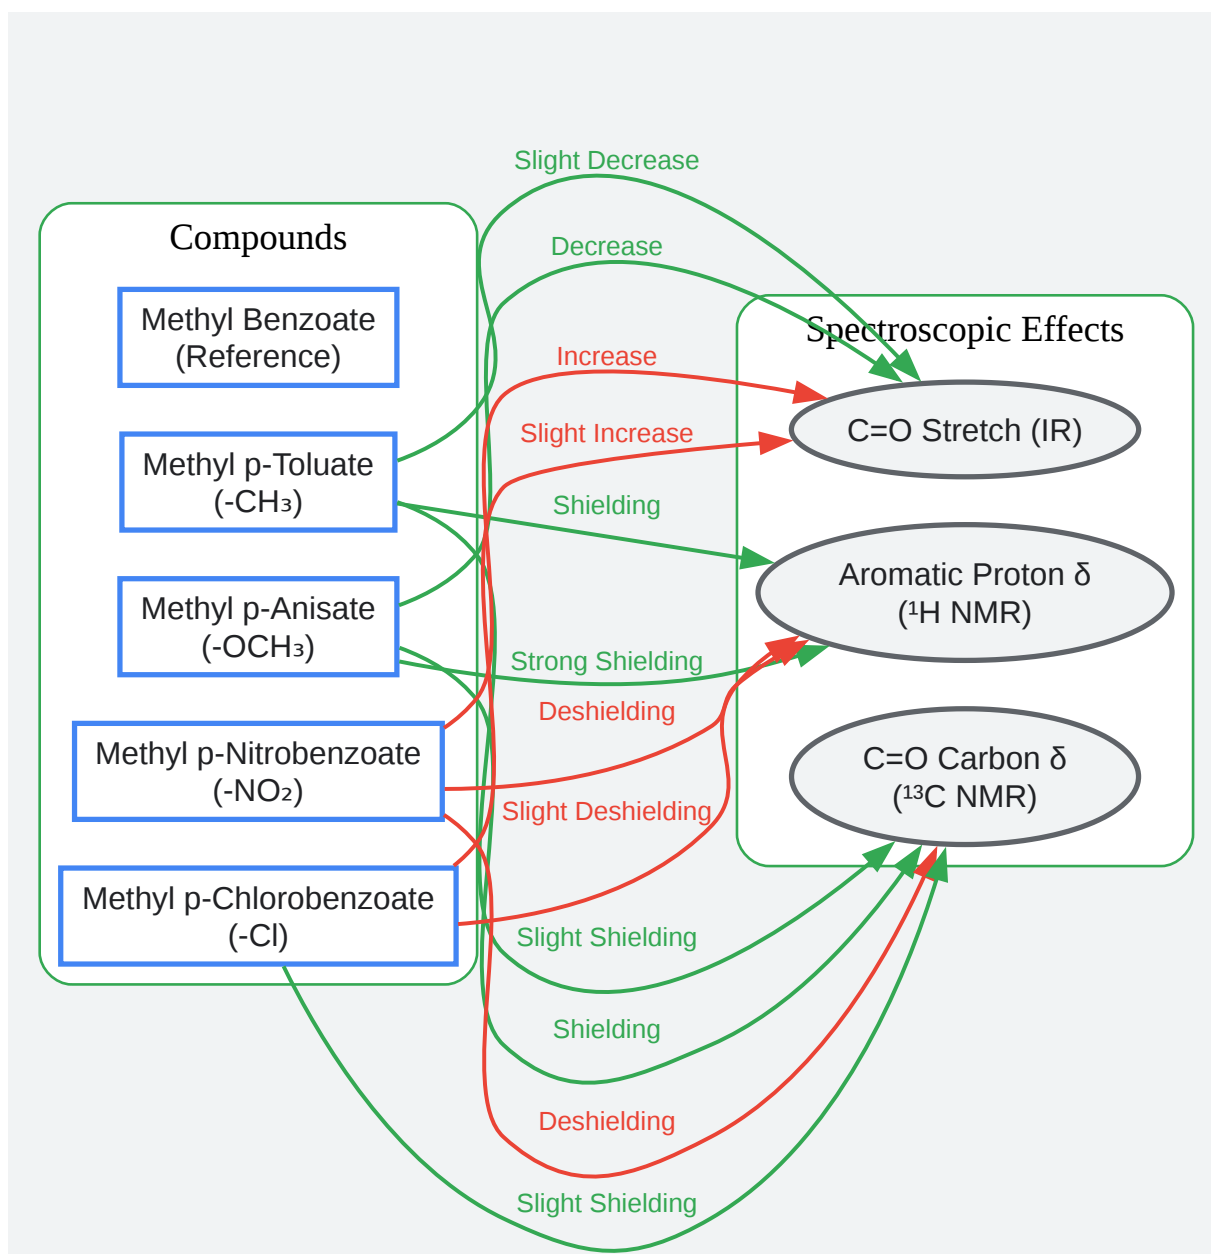 Compounds
Methyl Benzoate
(Reference)
Methyl p-Toluate
(-CH₃)
Methyl p-Anisate
(-OCH₃)
Methyl p-Nitrobenzoate
(-NO₂)
Methyl p-Chlorobenzoate
(-Cl)
Slight Decrease
Decrease
Increase
Slight Increase
Shielding
Strong Shielding
Deshielding
Slight Deshielding
Slight Shielding
Shielding
Deshielding
Slight Shielding
Spectroscopic Effects
C=O Stretch (IR)
Aromatic Proton δ
(¹H NMR)
C=O Carbon δ
(¹³C NMR)